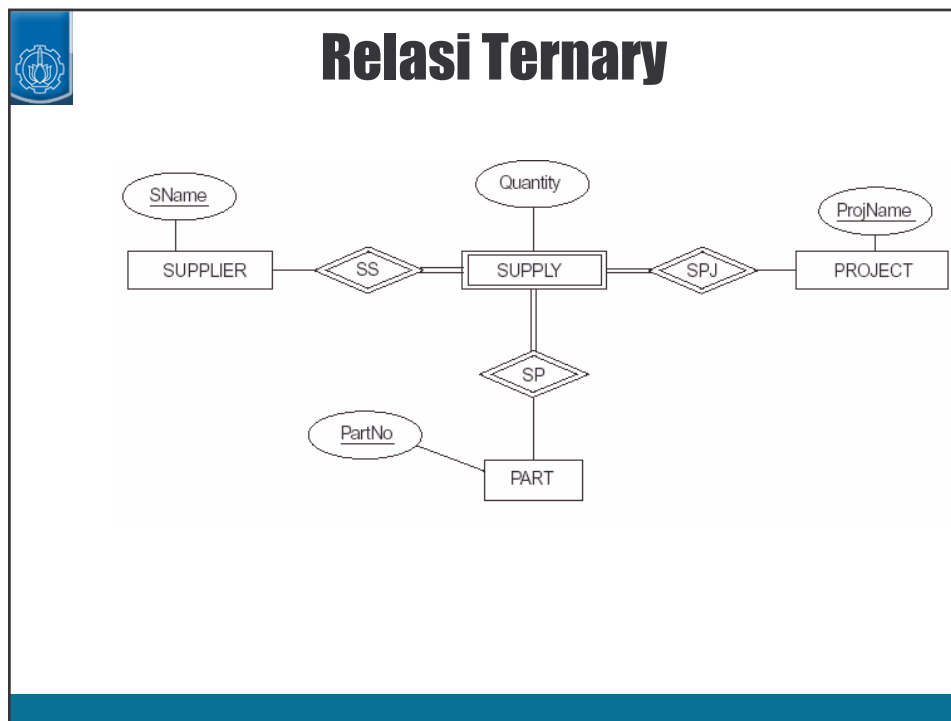 Relasi Ternary
SName
Quantity
ProjName
SUPPLIER
SS
SUPPLY
SPJ
PROJECT
SP
PartNo
PART